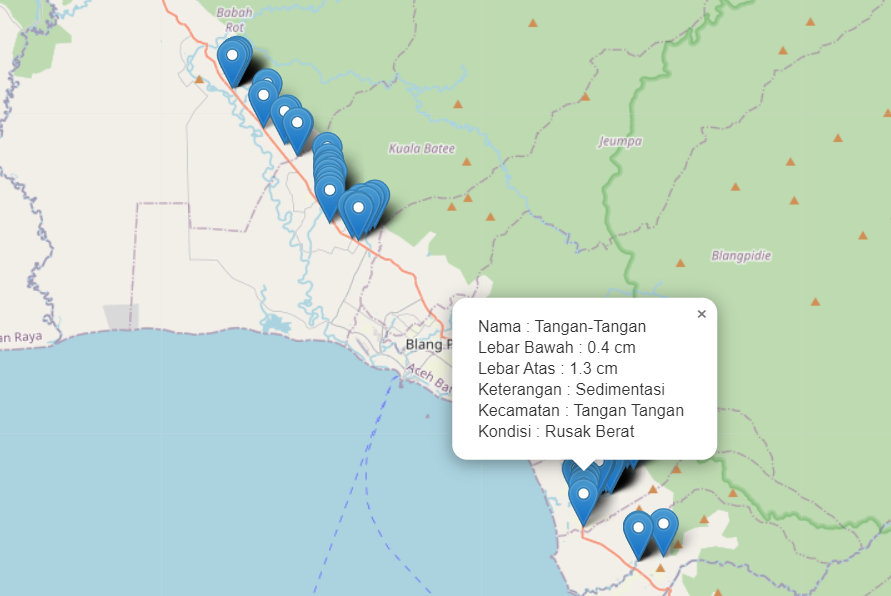 Babah
Rot
Kuala Batee
Jeumpa
Blangpidie
an Raya
Blang P
Aceh Ba
×
Nama : Tangan-Tangan
Lebar Bawah : 0.4 cm
Lebar Atas : 1.3 cm
Keterangan : Sedimentasi
Kecamatan : Tangan Tangan
Kondisi : Rusak Berat